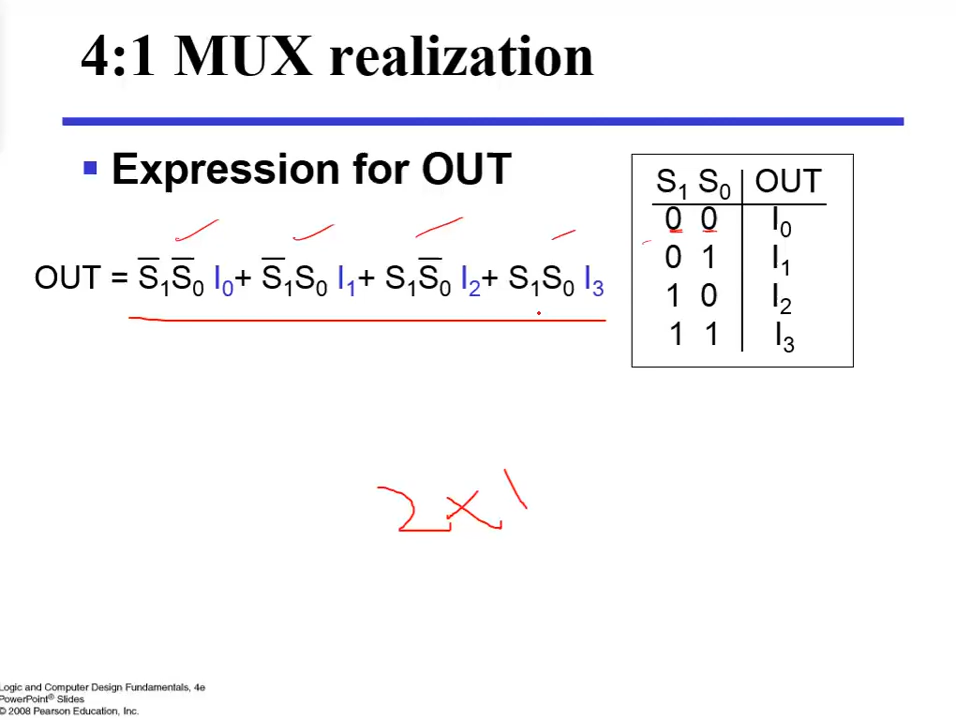 4:1 MUX realization
▪ Expression for OUT
OUT = S̅₁S̅₀ I₀+ S̅₁S₀ I₁+ S₁S̅₀ I₂+ S₁S₀ I₃
S₁ S₀ OUT
0 0 I₀
0 1 I₁
1 0 I₂
1 1 I₃
2x1
Logic and Computer Design Fundamentals, 4e
PowerPoint® Slides
© 2008 Pearson Education, Inc.